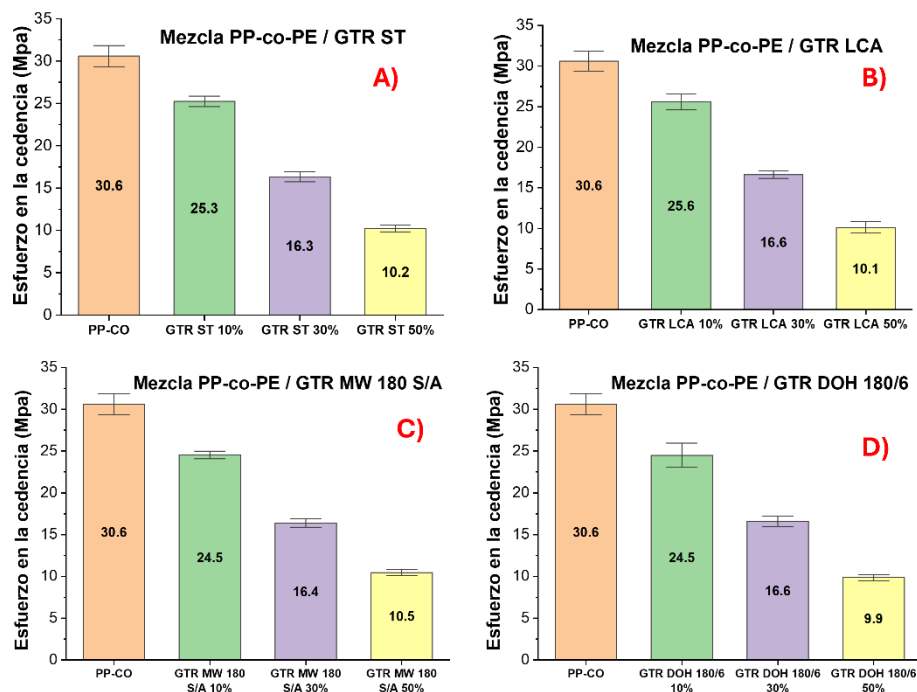 Mezcla PP-co-PE / GTR ST
A)
Esfuerzo en la cedencia (Mpa)
35
30
25
20
15
10
5
0
30.6
25.3
16.3
10.2
PP-CO
GTR ST 10%
GTR ST 30%
GTR ST 50%
Mezcla PP-co-PE / GTR LCA
B)
Esfuerzo en la cedencia (Mpa)
35
30
25
20
15
10
5
0
30.6
25.6
16.6
10.1
PP-CO
GTR LCA 10%
GTR LCA 30%
GTR LCA 50%
Mezcla PP-co-PE / GTR MW 180 S/A
C)
Esfuerzo en la cedencia (Mpa)
35
30
25
20
15
10
5
0
30.6
24.5
16.4
10.5
PP-CO
GTR MW 180
S/A 10%
GTR MW 180
S/A 30%
GTR MW 180
S/A 50%
Mezcla PP-co-PE / GTR DOH 180/6
D)
Esfuerzo en la cedencia (Mpa)
35
30
25
20
15
10
5
0
30.6
24.5
16.6
9.9
PP-CO
GTR DOH 180/6
10%
GTR DOH 180/6
30%
GTR DOH 180/6
50%